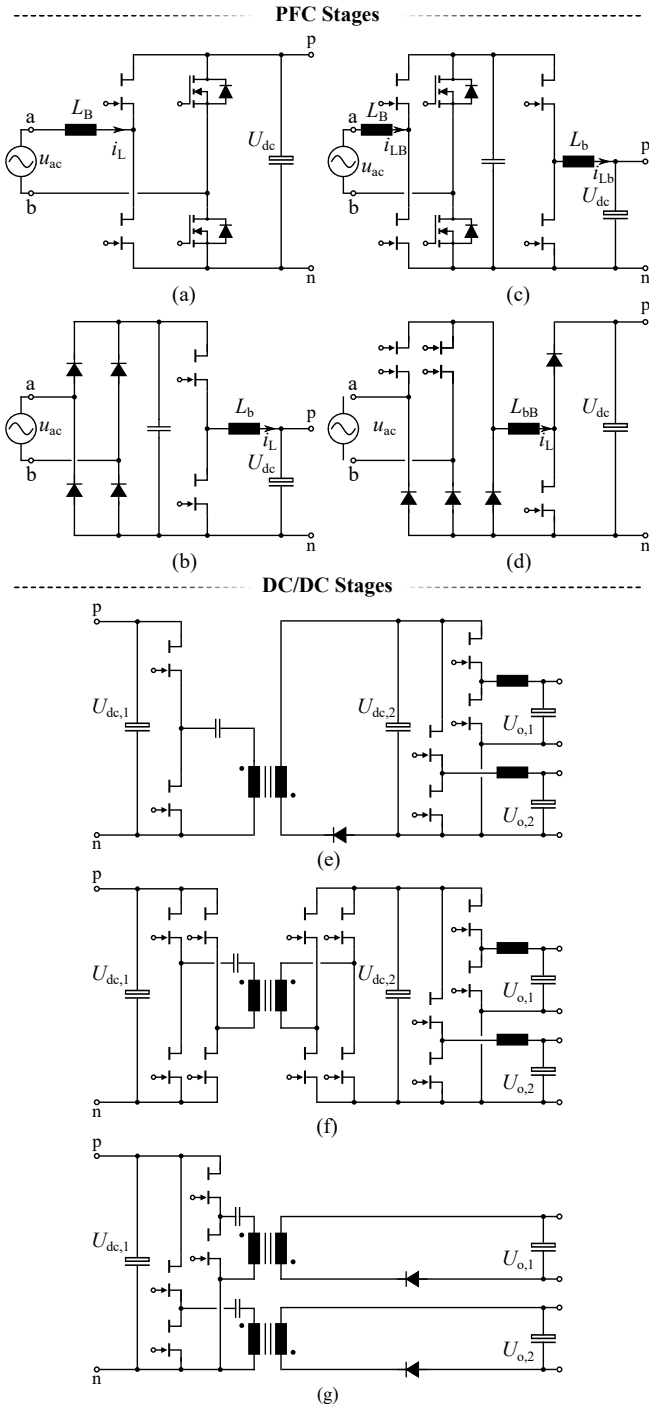 PFC Stages
a
L_B
i_L
u_ac
b
U_dc
p
n
(a)
a
L_B
i_LB
u_ac
b
L_b
i_Lb
U_dc
p
n
(c)
a
u_ac
b
L_b
i_L
U_dc
p
n
(b)
a
u_ac
b
L_bB
i_L
U_dc
p
n
(d)
DC/DC Stages
p
U_dc,1
n
U_dc,2
U_o,1
U_o,2
(e)
p
U_dc,1
n
U_dc,2
U_o,1
U_o,2
(f)
p
U_dc,1
n
U_o,1
U_o,2
(g)